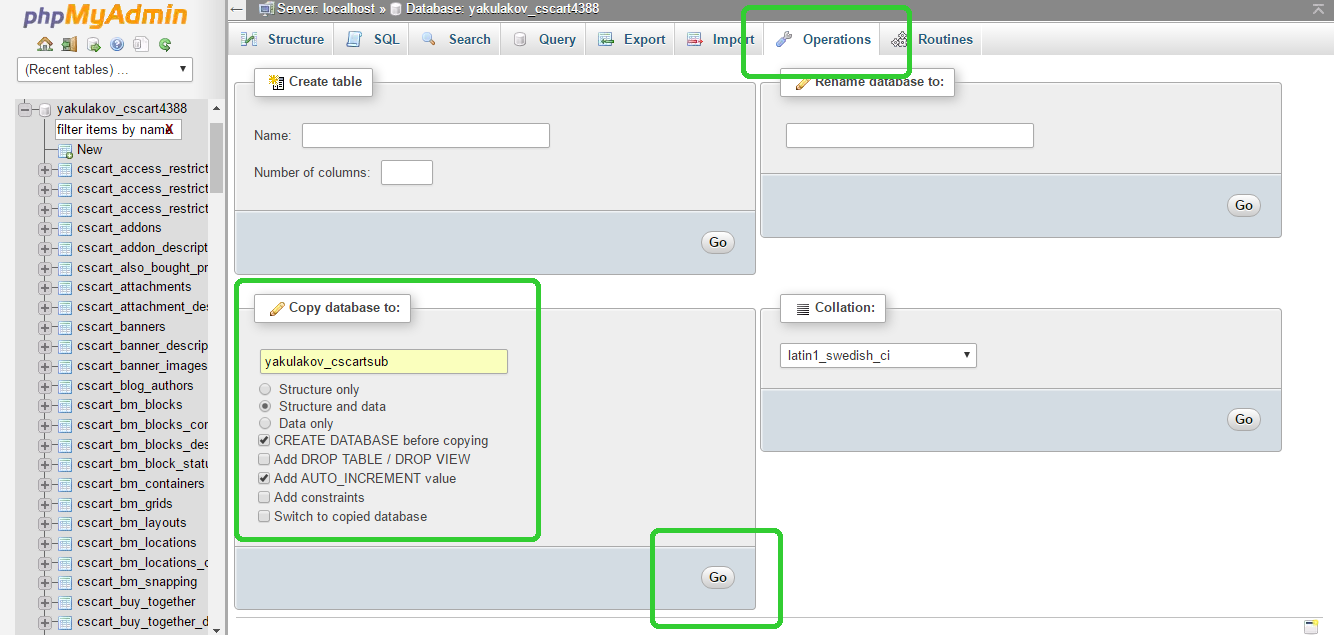 phpMyAdmin
(Recent tables) ...
yakulakov_cscart4388
filter items by name X
New
cscart_access_restrict
cscart_access_restrict
cscart_access_restrict
cscart_addons
cscart_addon_descript
cscart_also_bought_pr
cscart_attachments
cscart_attachment_des
cscart_banners
cscart_banner_descrip
cscart_banner_images
cscart_blog_authors
cscart_bm_blocks
cscart_bm_blocks_cor
cscart_bm_blocks_des
cscart_bm_block_statu
cscart_bm_containers
cscart_bm_grids
cscart_bm_layouts
cscart_bm_locations
cscart_bm_locations_c
cscart_bm_snapping
cscart_buy_together
cscart_buy_together_d
Server: localhost » Database: yakulakov_cscart4388
Structure SQL Search Query Export Import Operations Routines
Create table
Name:
Number of columns:
Go
Rename database to:
Go
Copy database to:
yakulakov_cscartsub
Structure only
Structure and data
Data only
CREATE DATABASE before copying
Add DROP TABLE / DROP VIEW
Add AUTO_INCREMENT value
Add constraints
Switch to copied database
Go
Collation:
latin1_swedish_ci
Go